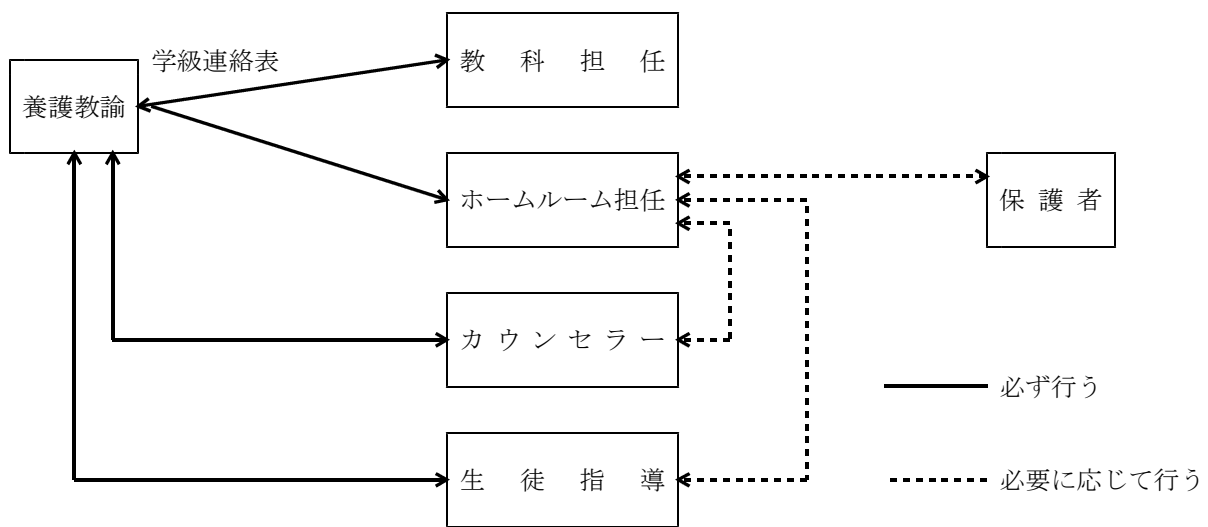 学級連絡表
教科担任
養護教諭
ホームルーム担任
保護者
カウンセラー
必ず行う
生徒指導
必要に応じて行う